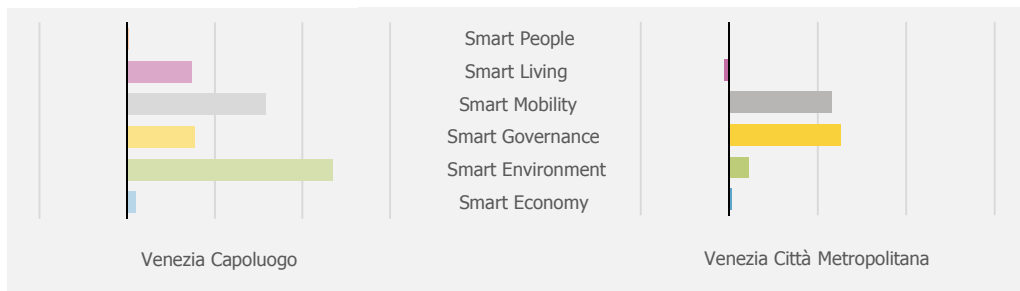 Smart People
Smart Living
Smart Mobility
Smart Governance
Smart Environment
Smart Economy
Venezia Capoluogo
Venezia Città Metropolitana